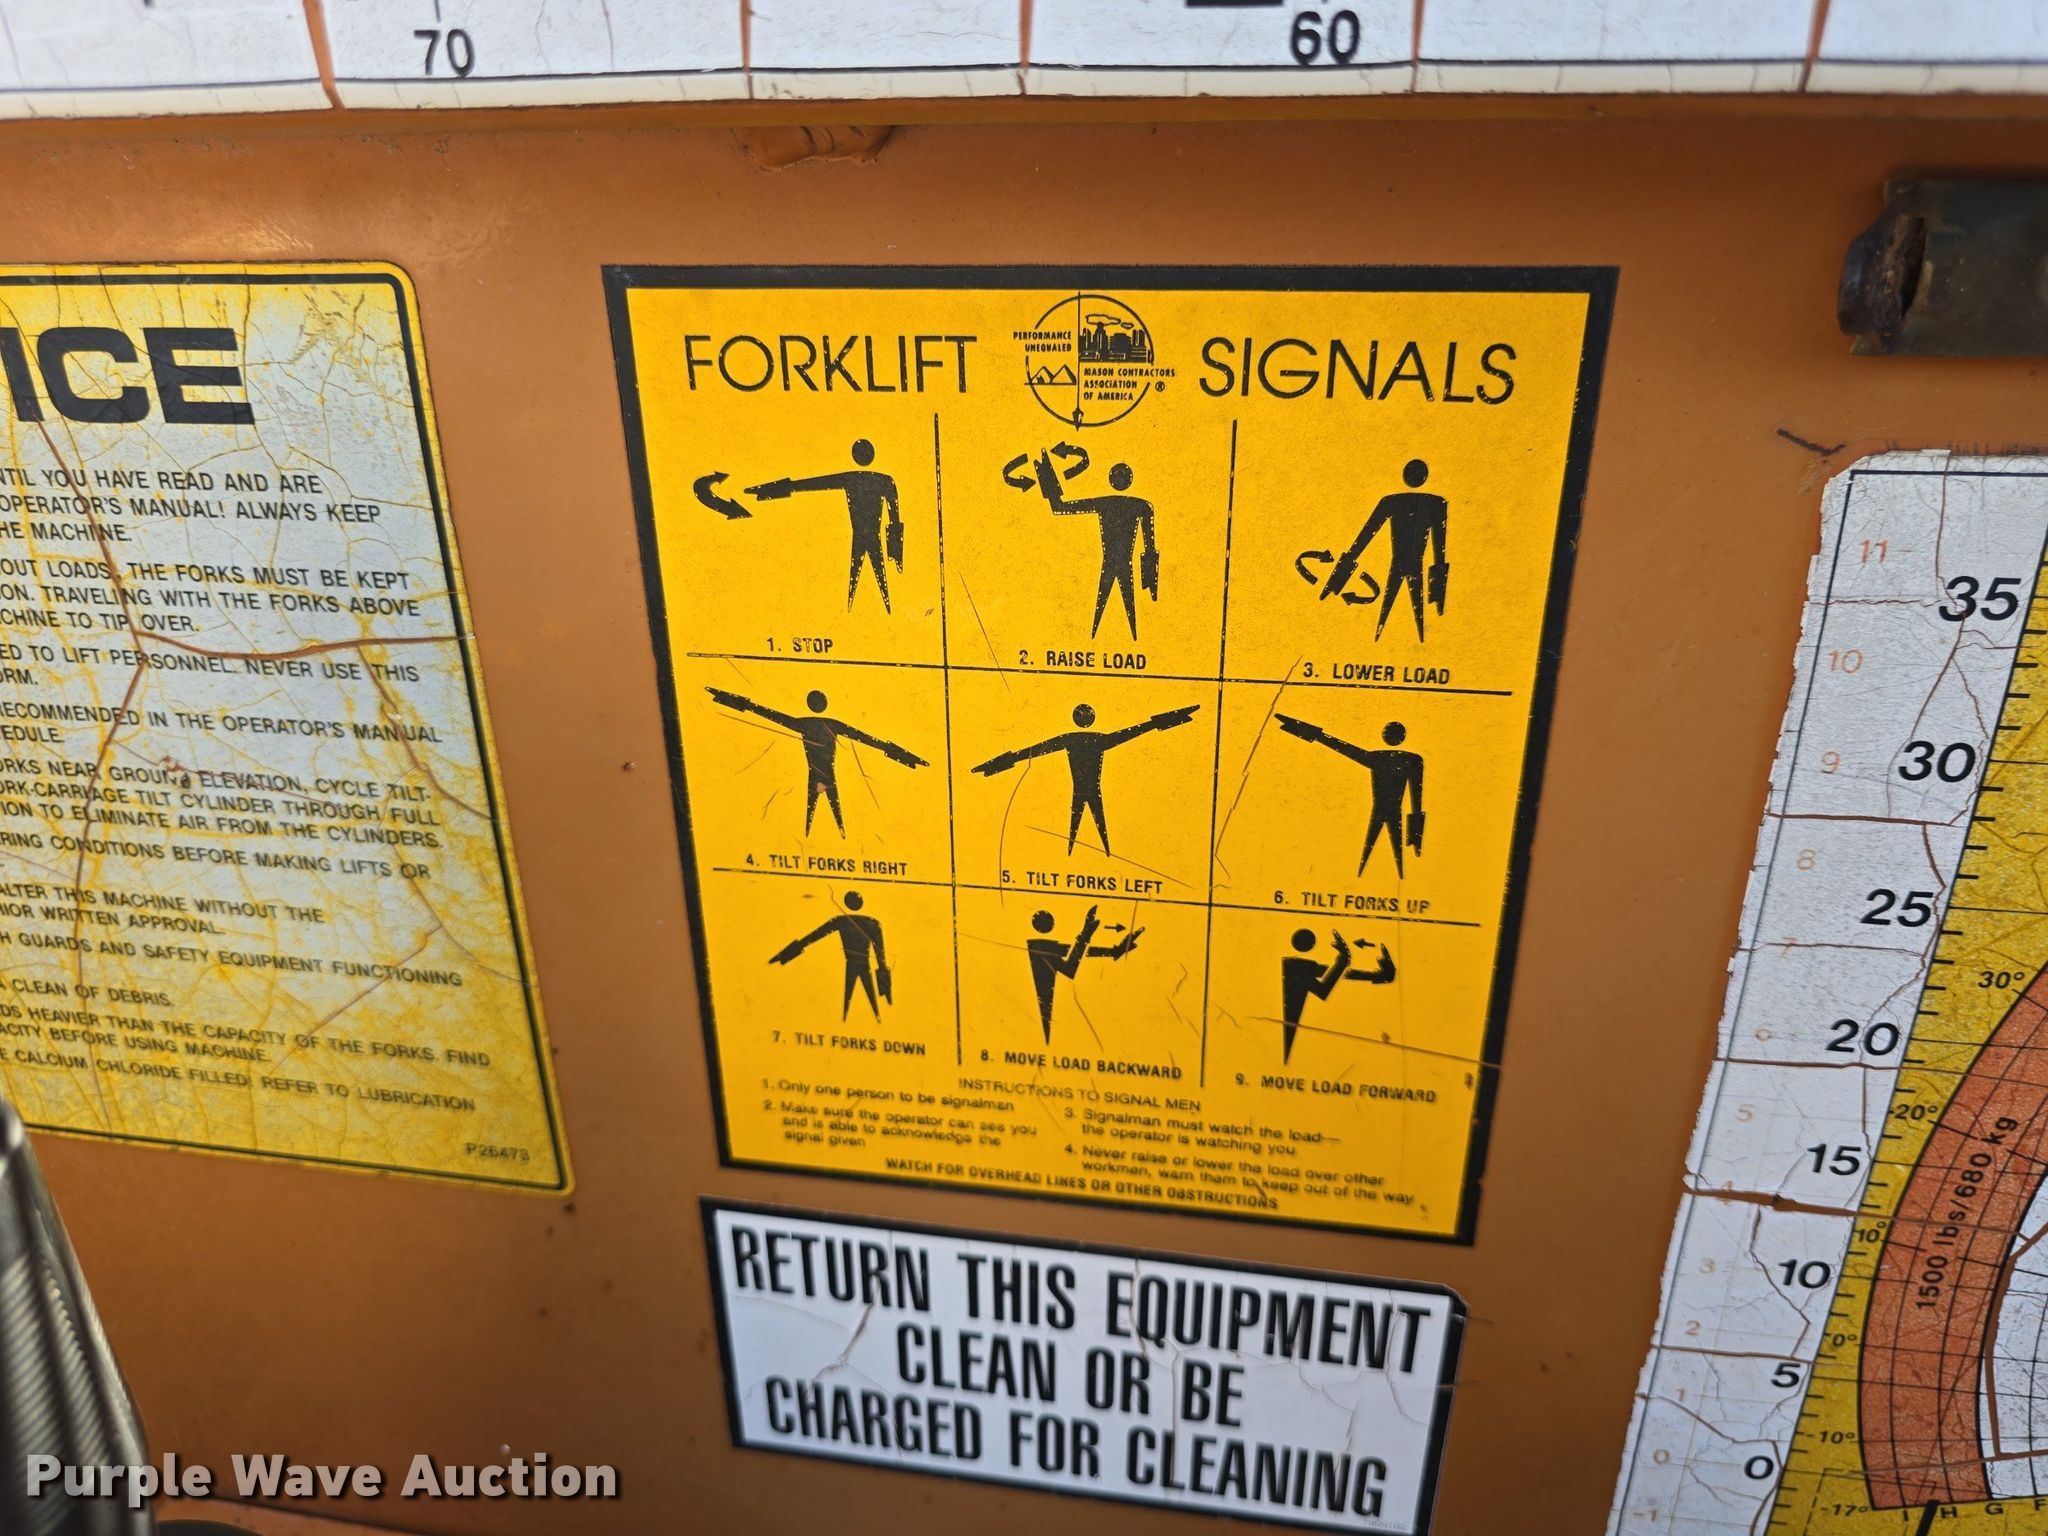 70
60
ICE
NTIL YOU HAVE READ AND ARE
OPERATOR'S MANUAL! ALWAYS KEEP
HE MACHINE.
OUT LOADS, THE FORKS MUST BE KEPT
ON. TRAVELING WITH THE FORKS ABOVE
CHINE TO TIP OVER.
ED TO LIFT PERSONNEL. NEVER USE THIS
ORM.
RECOMMENDED IN THE OPERATOR'S MANUAL
EDULE.
ORKS NEAR GROUND ELEVATION, CYCLE TILT-
ORK-CARRIAGE TILT CYLINDER THROUGH FULL
ION TO ELIMINATE AIR FROM THE CYLINDERS.
RING CONDITIONS BEFORE MAKING LIFTS OR
ALTER THIS MACHINE WITHOUT THE
RIOR WRITTEN APPROVAL.
H GUARDS AND SAFETY EQUIPMENT FUNCTIONING
A CLEAN OF DEBRIS.
DS HEAVIER THAN THE CAPACITY OF THE FORKS. FIND
ACITY BEFORE USING MACHINE.
E CALCIUM CHLORIDE FILLED! REFER TO LUBRICATION
P26473
FORKLIFT SIGNALS
PERFORMANCE
UNEQUALED
MASON CONTRACTORS
ASSOCIATION ®
OF AMERICA
1. STOP
2. RAISE LOAD
3. LOWER LOAD
4. TILT FORKS RIGHT
5. TILT FORKS LEFT
6. TILT FORKS UP
7. TILT FORKS DOWN
8. MOVE LOAD BACKWARD
9. MOVE LOAD FORWARD
INSTRUCTIONS TO SIGNAL MEN
1. Only one person to be signalman
2. Make sure the operator can see you
and is able to acknowledge the
signal given
3. Signalman must watch the load—
the operator is watching you
4. Never raise or lower the load over other
workmen, warn them to keep out of the way.
WATCH FOR OVERHEAD LINES OR OTHER OBSTRUCTIONS
RETURN THIS EQUIPMENT
CLEAN OR BE
CHARGED FOR CLEANING
11
35
10
30
9
8
25
7
30°
20
6
20°
5
15
4
10°
3
10
2
0°
1
5
-10°
0
0
-17°
-1
1500 lbs/680 kg
I H G F
Purple Wave Auction